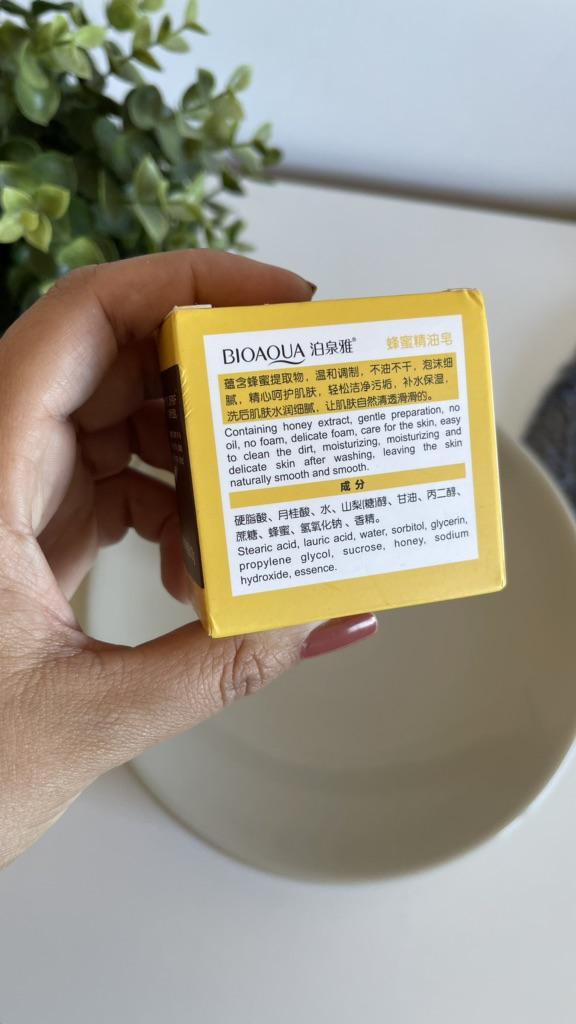 BIOAQUA 泊泉雅® 蜂蜜精油皂
蕴含蜂蜜提取物，温和调制，不油不干，泡沫细
腻，精心呵护肌肤，轻松洁净污垢，补水保湿，
洗后肌肤水润细腻，让肌肤自然清透滑滑的。
Containing honey extract, gentle preparation, no
oil, no foam, delicate foam, care for the skin, easy
to clean the dirt, moisturizing, moisturizing and
delicate skin after washing, leaving the skin
naturally smooth and smooth.
成分
硬脂酸、月桂酸、水、山梨(糖)醇、甘油、丙二醇、
蔗糖、蜂蜜、氢氧化钠、香精。
Stearic acid, lauric acid, water, sorbitol, glycerin,
propylene glycol, sucrose, honey, sodium
hydroxide, essence.